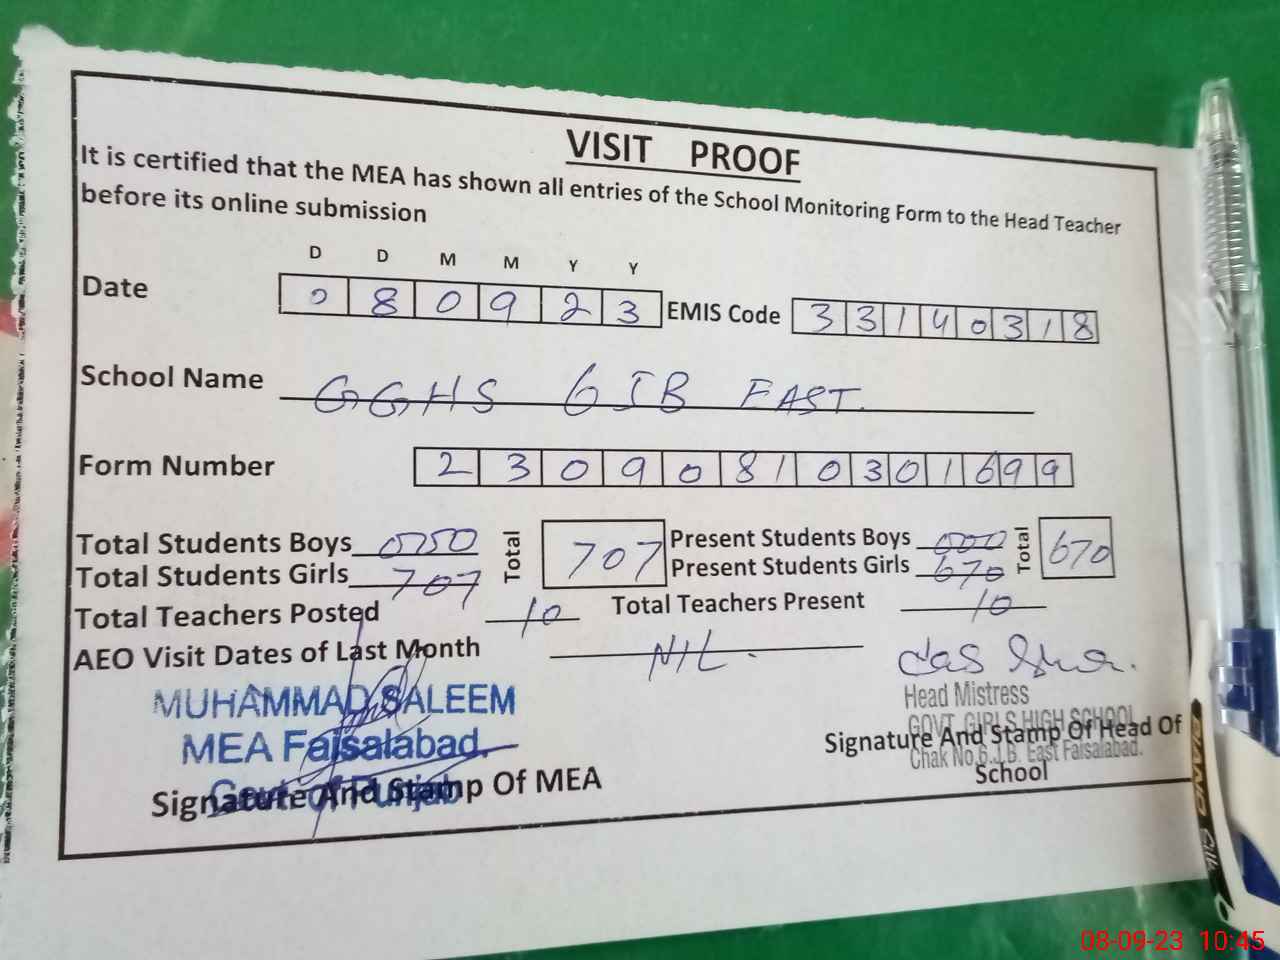 VISIT PROOF
It is certified that the MEA has shown all entries of the School Monitoring Form to the Head Teacher
before its online submission
D D M M Y Y
Date 0 8 0 9 2 3 EMIS Code 3 3 1 4 0 3 1 8
School Name GGHS 6 JB EAST.
Form Number 2 3 0 9 0 8 1 0 3 0 1 6 9 9
Total Students Boys Total 707 Present Students Boys 000 Total 670
Total Students Girls 707 Present Students Girls 670
Total Teachers Posted 10 Total Teachers Present 10
AEO Visit Dates of Last Month NIL.
MUHAMMAD SALEEM
MEA Faisalabad.
Govt. of Punjab
Signature And Stamp Of MEA
Head Mistress
GOVT. GIRLS HIGH SCHOOL
Chak No.6.J.B. East Faisalabad.
Signature And Stamp Of Head Of
School
08-09-23 10:45